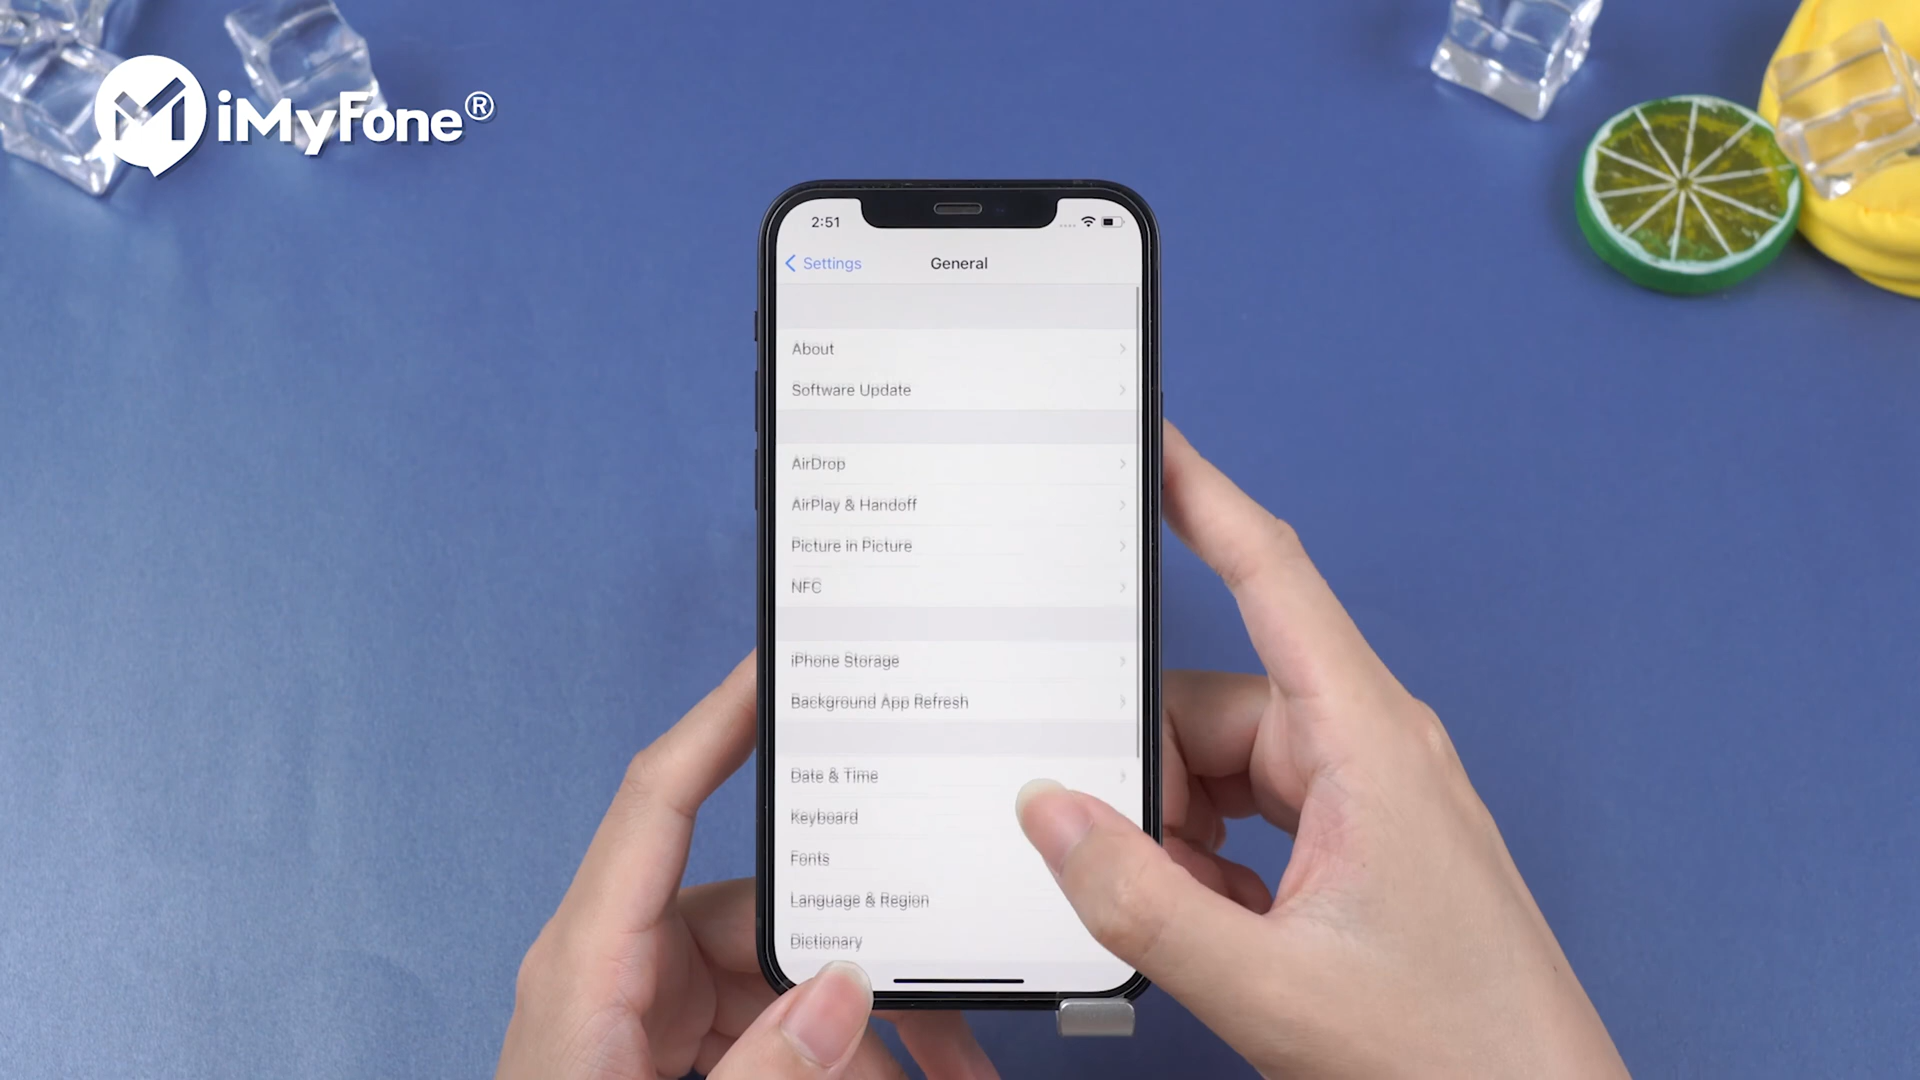 iMyFone®
2:51
Settings
General
About
Software Update
AirDrop
AirPlay & Handoff
Picture in Picture
NFC
iPhone Storage
Background App Refresh
Date & Time
Keyboard
Fonts
Language & Region
Dictionary